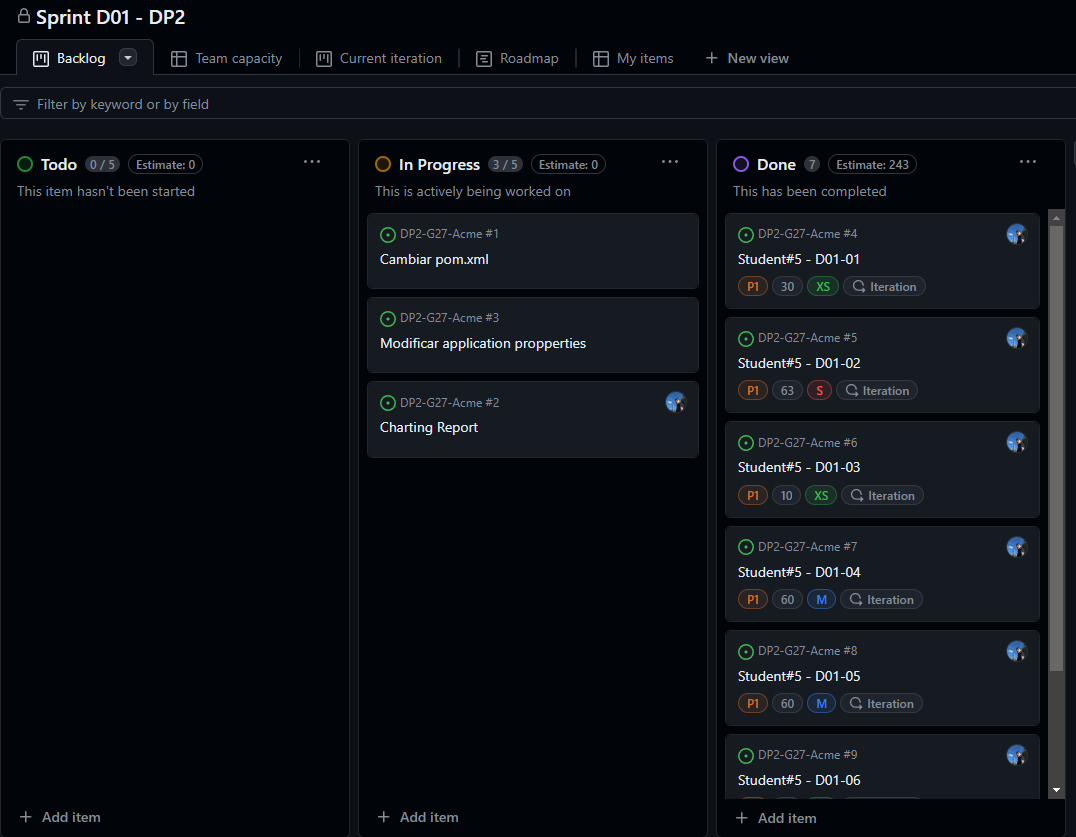 Sprint D01 - DP2
Backlog
Team capacity
Current iteration
Roadmap
My items
New view
Filter by keyword or by field
Todo 0 / 5 Estimate: 0
This item hasn't been started
Add item
In Progress 3 / 5 Estimate: 0
This is actively being worked on
DP2-G27-Acme #1
Cambiar pom.xml
DP2-G27-Acme #3
Modificar application propperties
DP2-G27-Acme #2
Charting Report
Add item
Done 7 Estimate: 243
This has been completed
DP2-G27-Acme #4
Student#5 - D01-01
P1 30 XS Iteration
DP2-G27-Acme #5
Student#5 - D01-02
P1 63 S Iteration
DP2-G27-Acme #6
Student#5 - D01-03
P1 10 XS Iteration
DP2-G27-Acme #7
Student#5 - D01-04
P1 60 M Iteration
DP2-G27-Acme #8
Student#5 - D01-05
P1 60 M Iteration
DP2-G27-Acme #9
Student#5 - D01-06
Add item